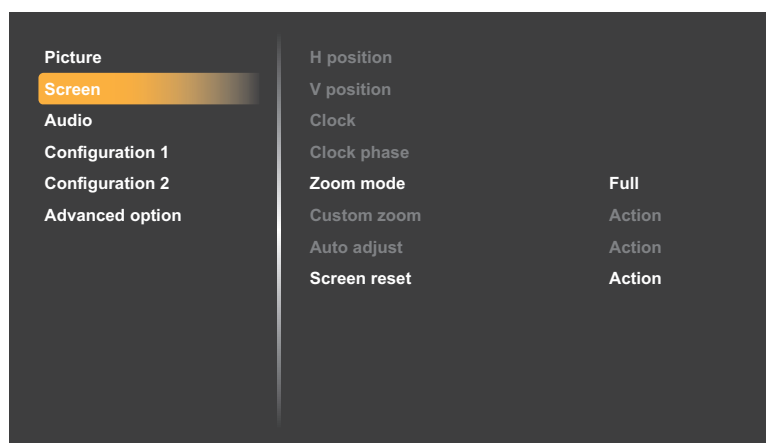 Picture
Screen
Audio
Configuration 1
Configuration 2
Advanced option
H position
V position
Clock
Clock phase
Zoom mode Full
Custom zoom Action
Auto adjust Action
Screen reset Action